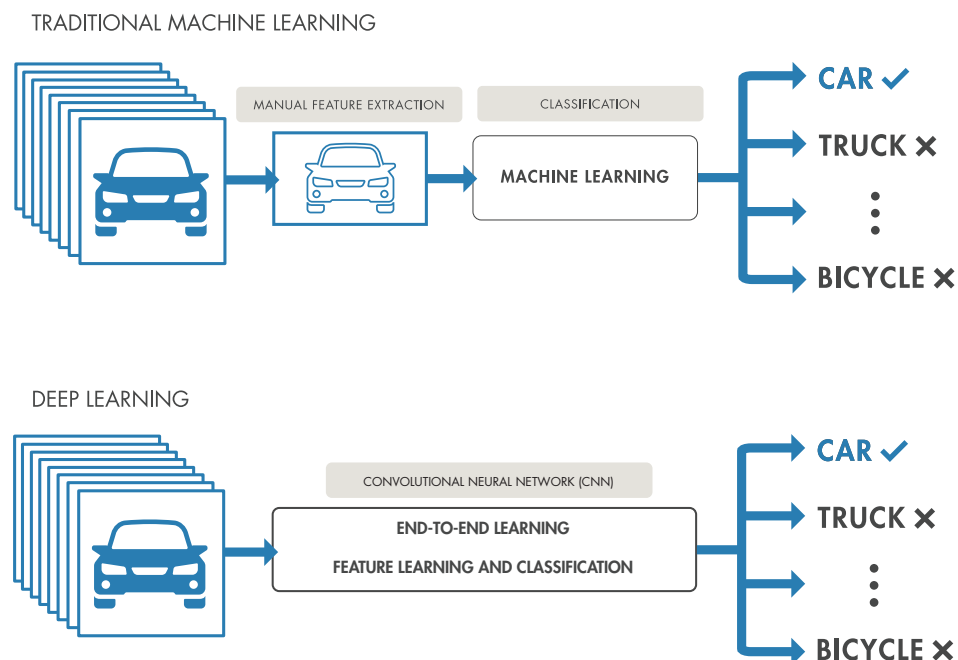 TRADITIONAL MACHINE LEARNING
MANUAL FEATURE EXTRACTION
CLASSIFICATION
MACHINE LEARNING
CAR
TRUCK
BICYCLE
DEEP LEARNING
CONVOLUTIONAL NEURAL NETWORK (CNN)
END-TO-END LEARNING
FEATURE LEARNING AND CLASSIFICATION
CAR
TRUCK
BICYCLE